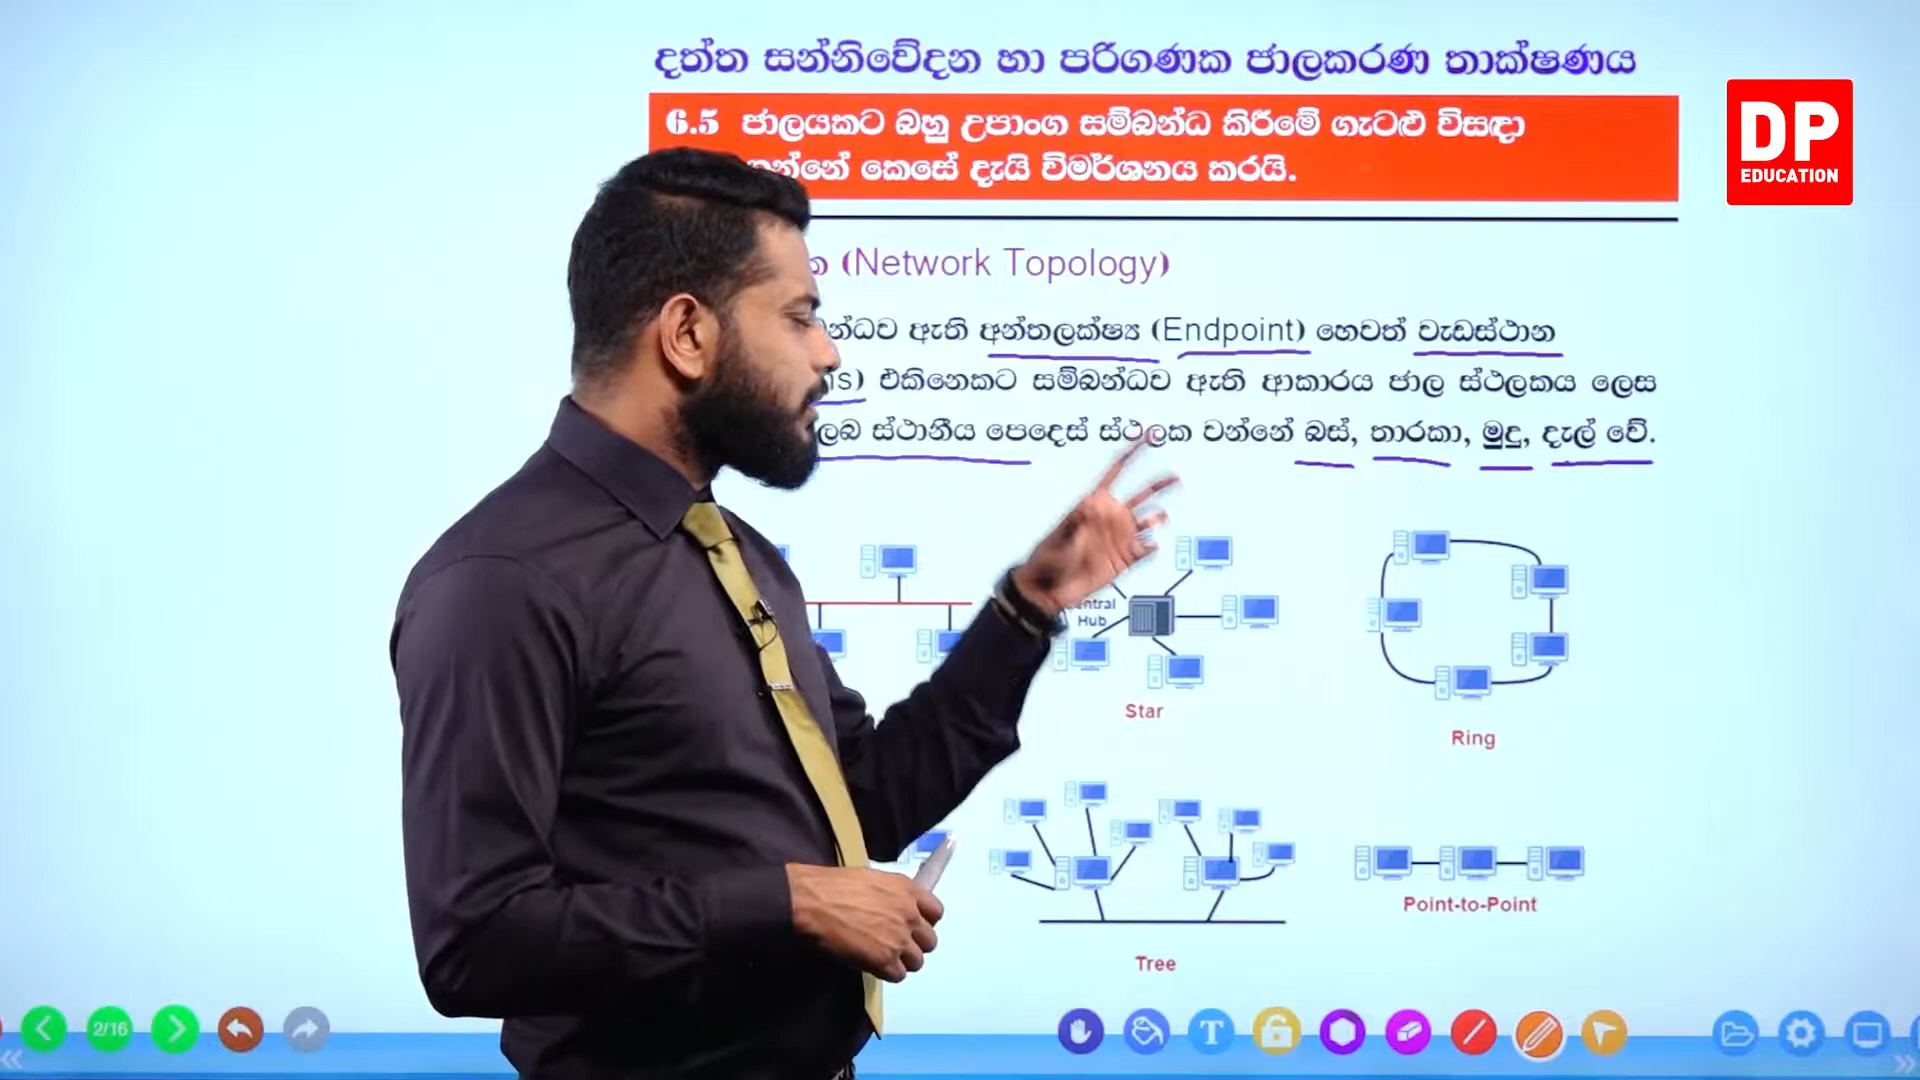 දත්ත සන්නිවේදන හා පරිගණක ජාලකරණ තාක්ෂණය
6.5 ජාලයකට බහු උපාංග සම්බන්ධ කිරීමේ ගැටළු විසඳා
කෙසේ දැයි විමර්ශනය කරයි.
DP
EDUCATION
(Network Topology)
ඇති අන්තලක්ෂ්‍ය (Endpoint) හෙවත් වැඩස්ථාන
එකිනෙකට සම්බන්ධව ඇති ආකාරය ජාල ස්ථලකය ලෙස
ස්ථානීය පෙදෙස් ස්ථලක වන්නේ බස්, තාරකා, මුදු, දැල් වේ.
Hub
Star
Ring
Tree
Point-to-Point
2/16
T